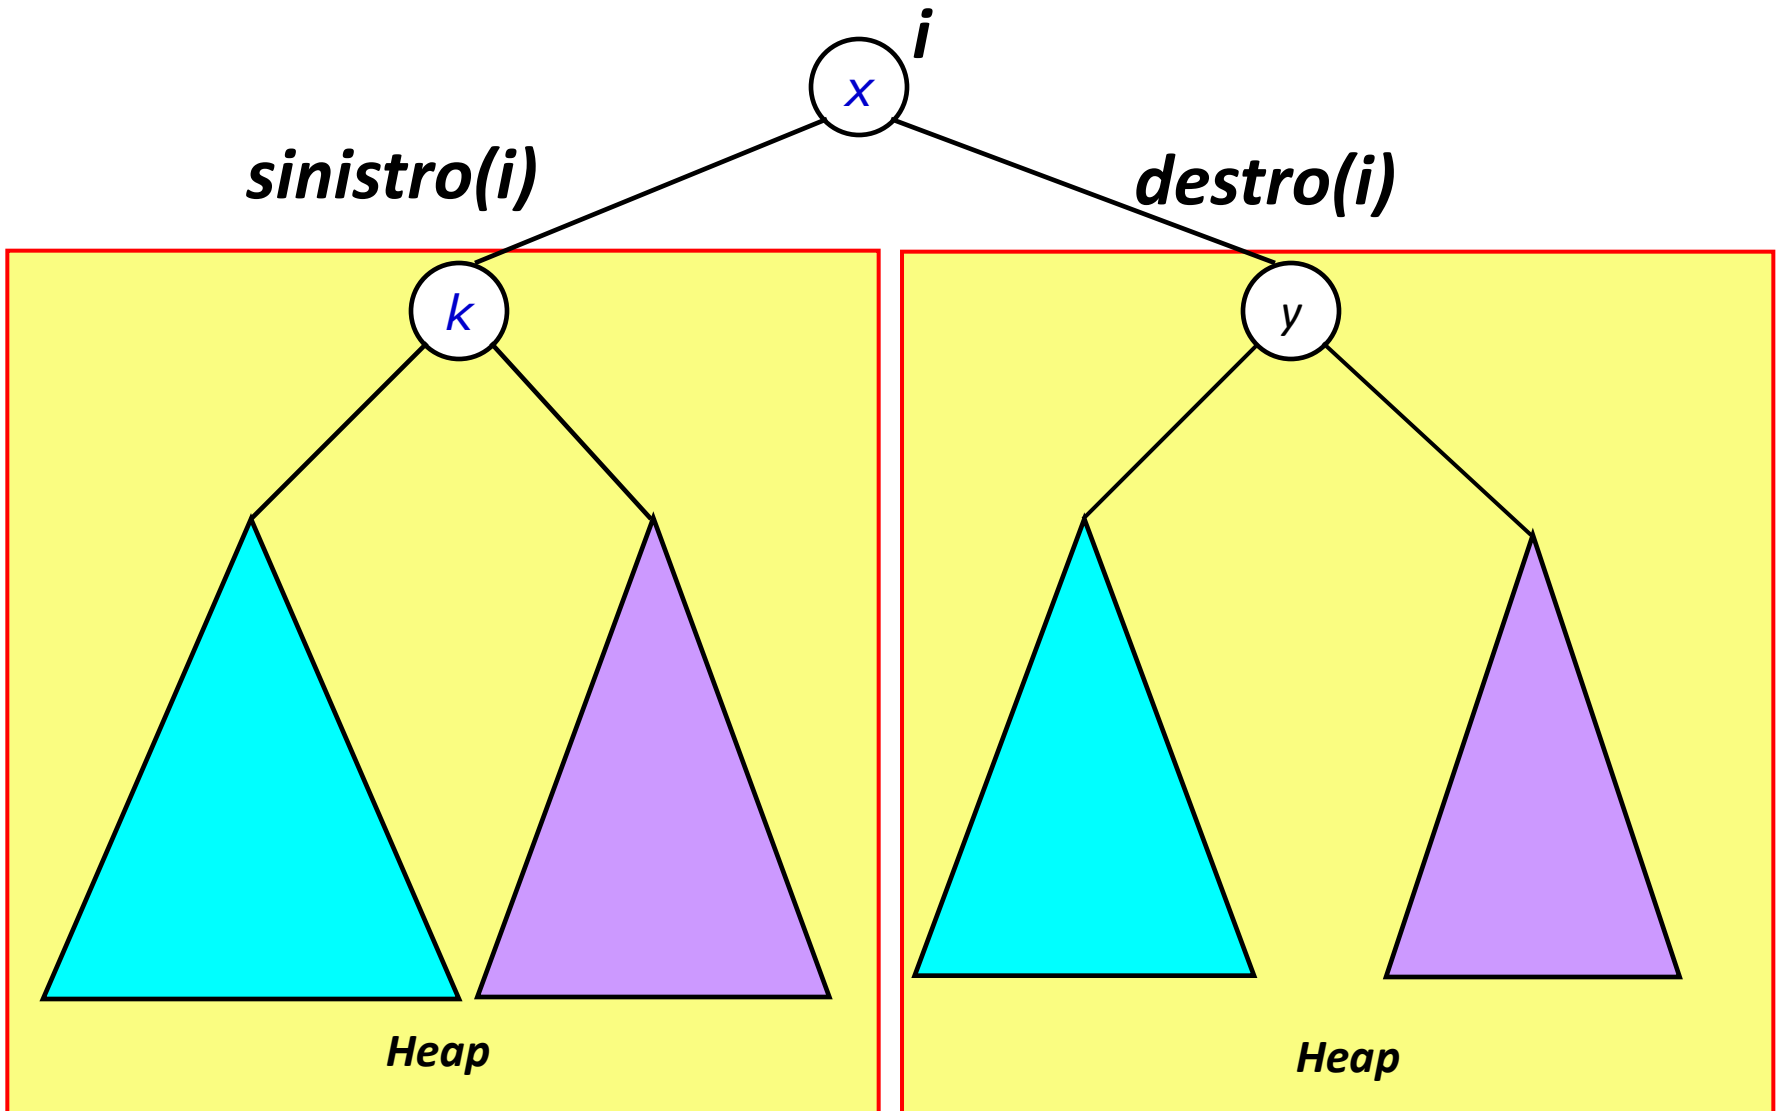 i
x
sinistro(i)
destro(i)
k
y
Heap
Heap